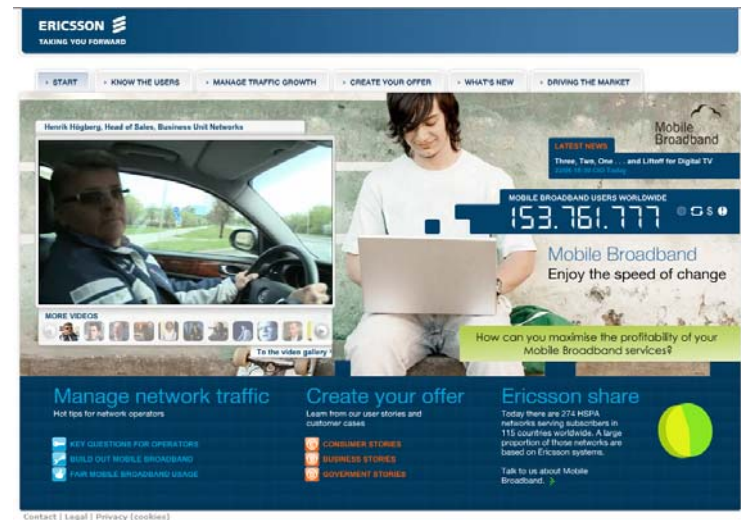 ERICSSON
TAKING YOU FORWARD
START
KNOW THE USERS
MANAGE TRAFFIC GROWTH
CREATE YOUR OFFER
WHAT'S NEW
DRIVING THE MARKET
Henrik Högberg, Head of Sales, Business Unit Networks
Mobile
Broadband
LATEST NEWS
Three, Two, One . . . and Liftoff for Digital TV
MOBILE BROADBAND USERS WORLDWIDE
153.761.777
Mobile Broadband
Enjoy the speed of change
MORE VIDEOS
To the video gallery
How can you maximise the profitability of your
Mobile Broadband services?
Manage network traffic
Hot tips for network operators
KEY QUESTIONS FOR OPERATORS
BUILD OUT MOBILE BROADBAND
FAIR MOBILE BROADBAND USAGE
Create your offer
Learn from our user stories and
customer cases
CONSUMER STORIES
BUSINESS STORIES
GOVERMENT STORIES
Ericsson share
Today there are 274 HSPA
networks serving subscribers in
115 countries worldwide. A large
proportion of those networks are
based on Ericsson systems.
Talk to us about Mobile
Broadband.
Contact | Legal | Privacy (cookies)